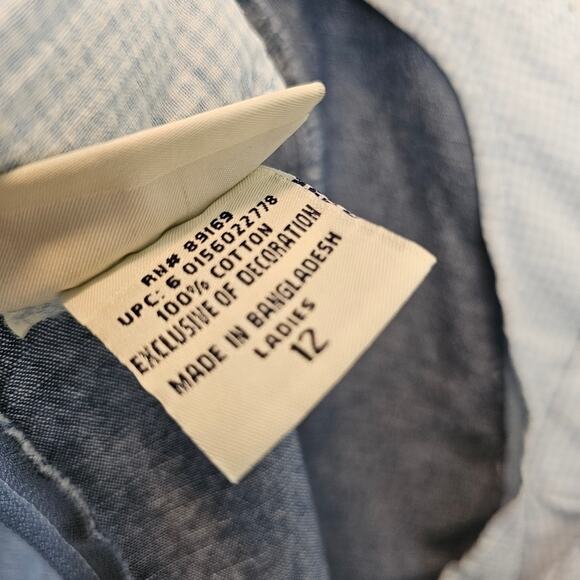 RN# 89169
UPC: 6 0156022778
100% COTTON
EXCLUSIVE OF DECORATION
MADE IN BANGLADESH
LADIES
12